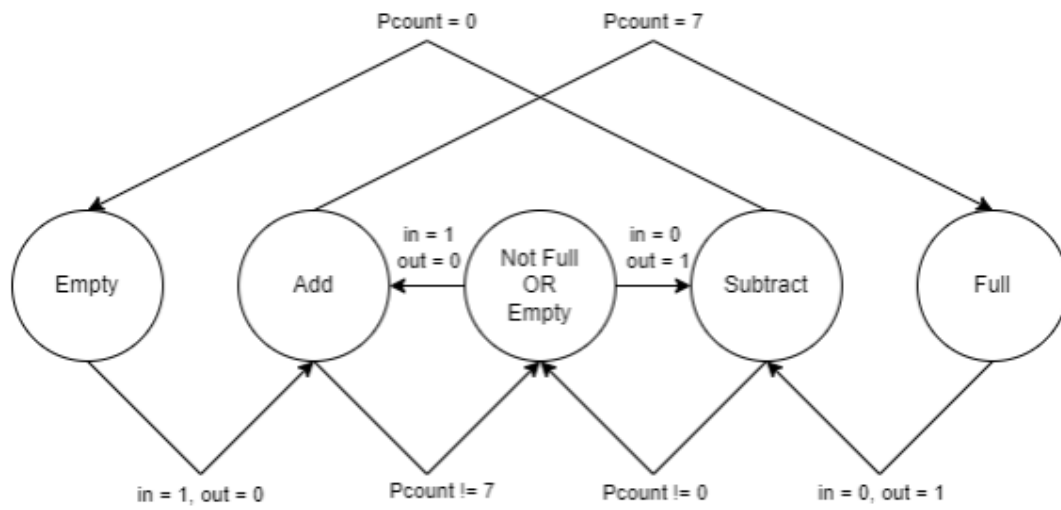 Pcount = 0
Pcount = 7
Empty
Add
in = 1
out = 0
Not Full
OR
Empty
in = 0
out = 1
Subtract
Full
in = 1, out = 0
Pcount != 7
Pcount != 0
in = 0, out = 1